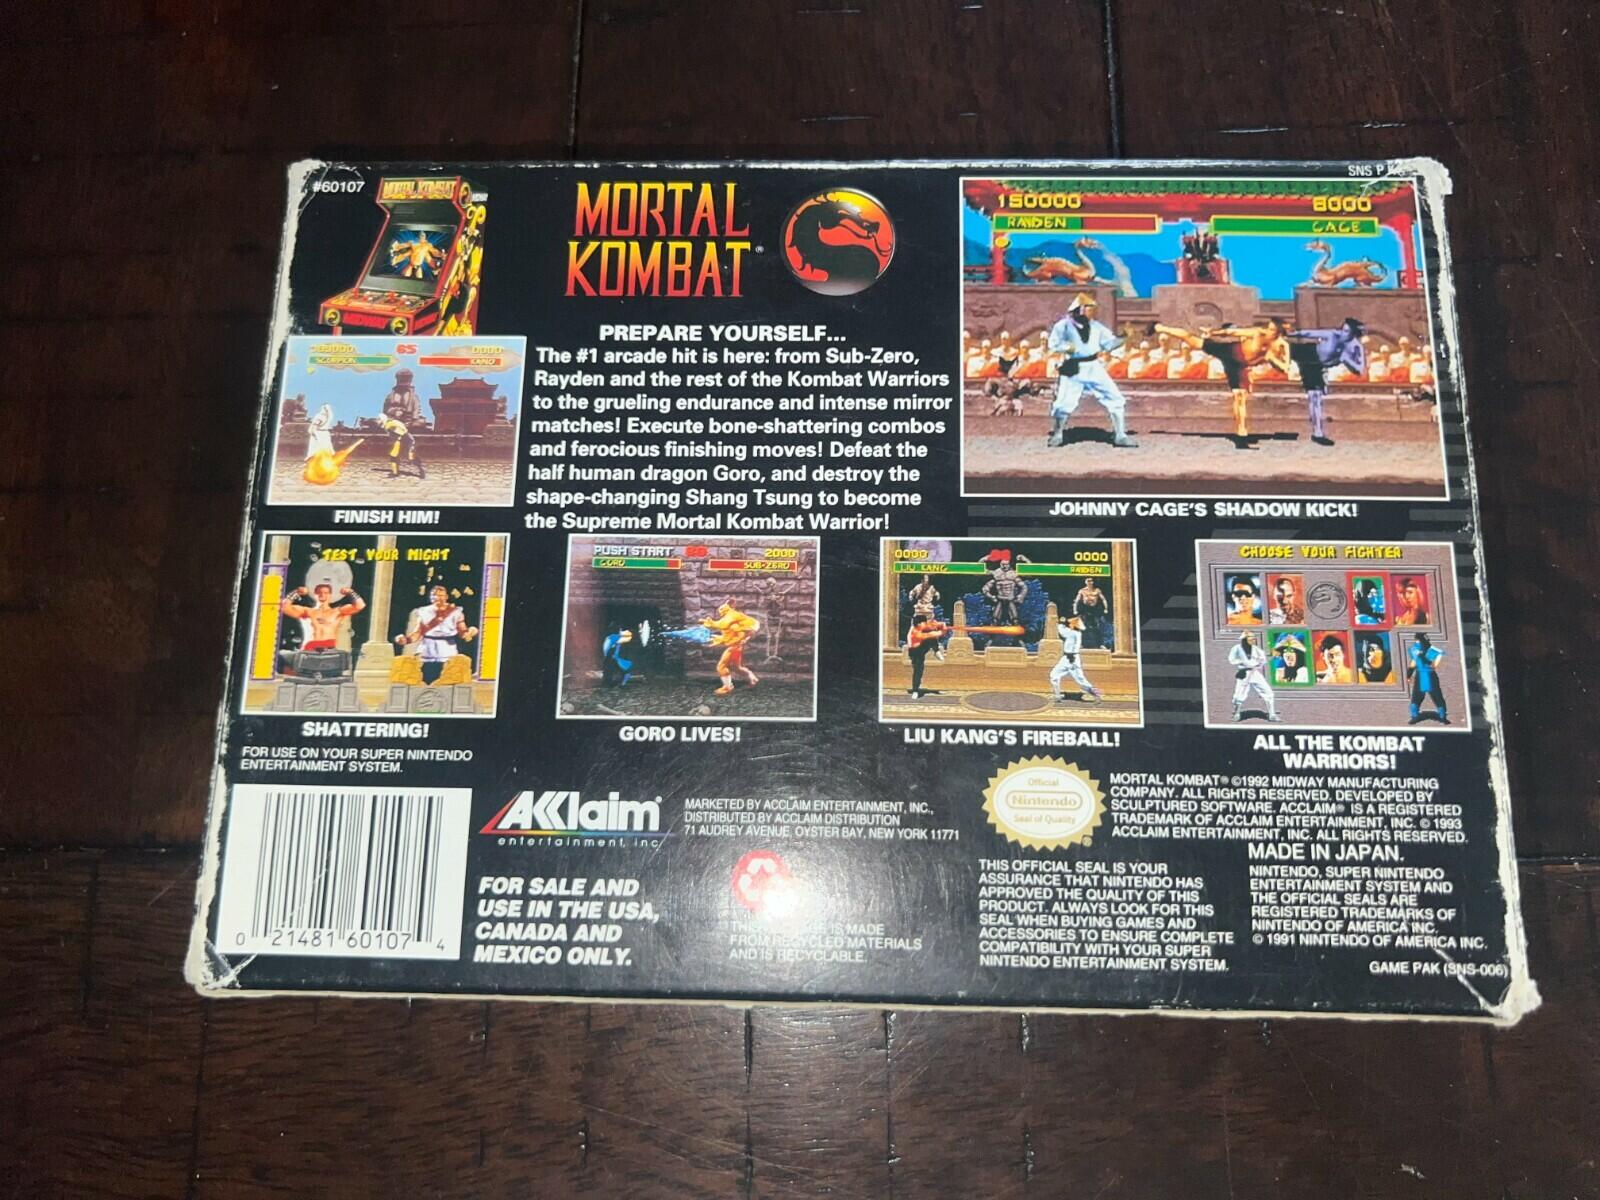 #60107
MORTAL KOMBAT
MIDWAY
MORTAL
KOMBAT®
SNS P
150000
8000
RAYDEN
CAGE
PREPARE YOURSELF...
The #1 arcade hit is here: from Sub-Zero,
Rayden and the rest of the Kombat Warriors
to the grueling endurance and intense mirror
matches! Execute bone-shattering combos
and ferocious finishing moves! Defeat the
half human dragon Goro, and destroy the
shape-changing Shang Tsung to become
the Supreme Mortal Kombat Warrior!
65
0000
SCORPION
KANO
FINISH HIM!
JOHNNY CAGE'S SHADOW KICK!
TEST YOUR MIGHT
SHATTERING!
PUSH START
2000
GORO
SUB-ZERO
GORO LIVES!
0000
0000
LIU KANG
RAYDEN
LIU KANG'S FIREBALL!
CHOOSE YOUR FIGHTER
ALL THE KOMBAT
WARRIORS!
FOR USE ON YOUR SUPER NINTENDO
ENTERTAINMENT SYSTEM.
0 21481 60107 4
AKKlaim®
entertainment, inc.
MARKETED BY ACCLAIM ENTERTAINMENT, INC.,
DISTRIBUTED BY ACCLAIM DISTRIBUTION
71 AUDREY AVENUE, OYSTER BAY, NEW YORK 11771
FOR SALE AND
USE IN THE USA,
CANADA AND
MEXICO ONLY.
THIS IS MADE
FROM RECYCLED MATERIALS
AND IS RECYCLABLE.
Official
Nintendo
Seal of Quality
®
THIS OFFICIAL SEAL IS YOUR
ASSURANCE THAT NINTENDO HAS
APPROVED THE QUALITY OF THIS
PRODUCT. ALWAYS LOOK FOR THIS
SEAL WHEN BUYING GAMES AND
ACCESSORIES TO ENSURE COMPLETE
COMPATIBILITY WITH YOUR SUPER
NINTENDO ENTERTAINMENT SYSTEM.
MORTAL KOMBAT® ©1992 MIDWAY MANUFACTURING
COMPANY. ALL RIGHTS RESERVED. DEVELOPED BY
SCULPTURED SOFTWARE. ACCLAIM® IS A REGISTERED
TRADEMARK OF ACCLAIM ENTERTAINMENT, INC. © 1993
ACCLAIM ENTERTAINMENT, INC. ALL RIGHTS RESERVED.
MADE IN JAPAN.
NINTENDO, SUPER NINTENDO
ENTERTAINMENT SYSTEM AND
THE OFFICIAL SEALS ARE
REGISTERED TRADEMARKS OF
NINTENDO OF AMERICA INC.
© 1991 NINTENDO OF AMERICA INC.
GAME PAK (SNS-006)